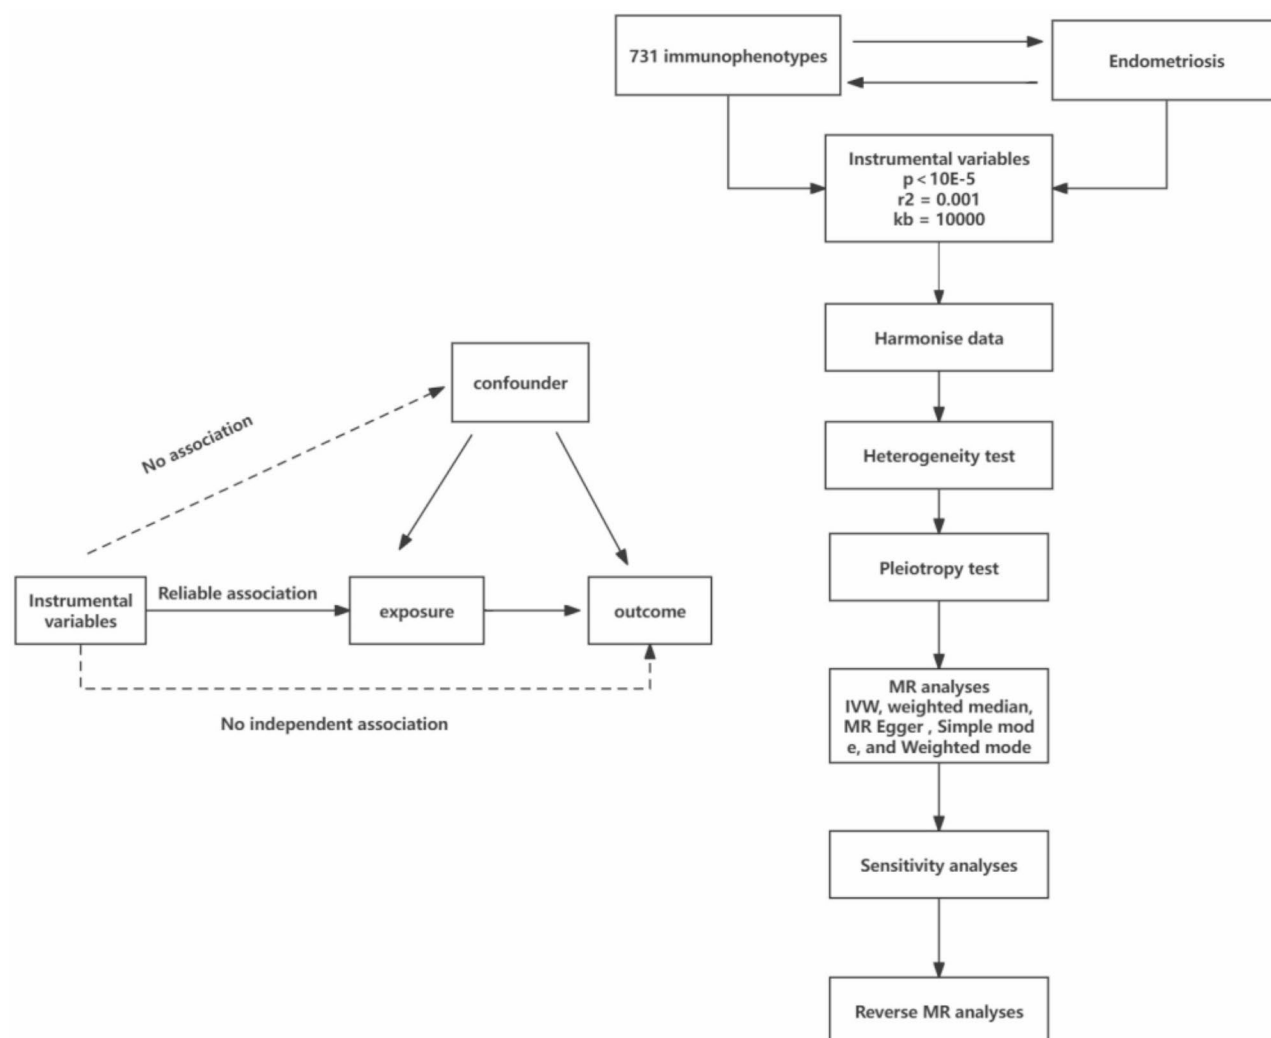 731 immunophenotypes
Endometriosis
Instrumental variables
p < 10E-5
r2 = 0.001
kb = 10000
Harmonise data
confounder
No association
Heterogeneity test
Pleiotropy test
Instrumental
variables
Reliable association
exposure
outcome
No independent association
MR analyses
IVW, weighted median,
MR Egger , Simple mod
e, and Weighted mode
Sensitivity analyses
Reverse MR analyses